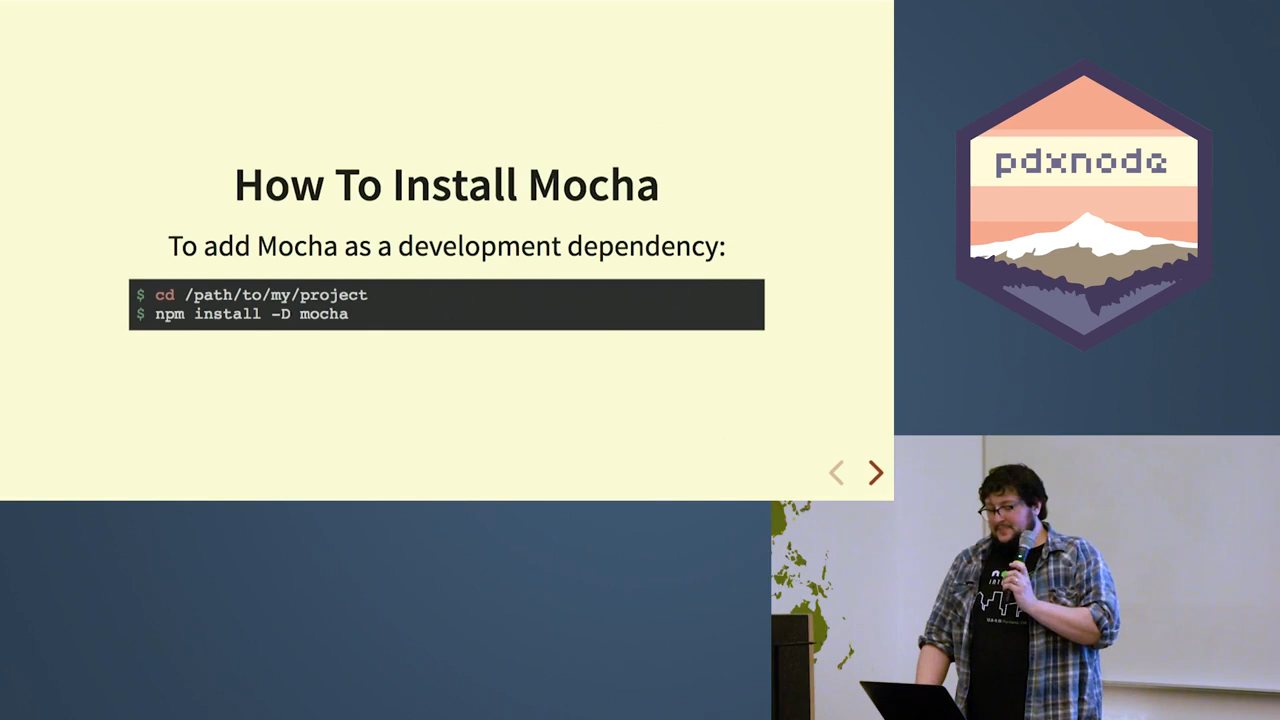 How To Install Mocha
To add Mocha as a development dependency:
$ cd /path/to/my/project
$ npm install -D mocha
pdxnode